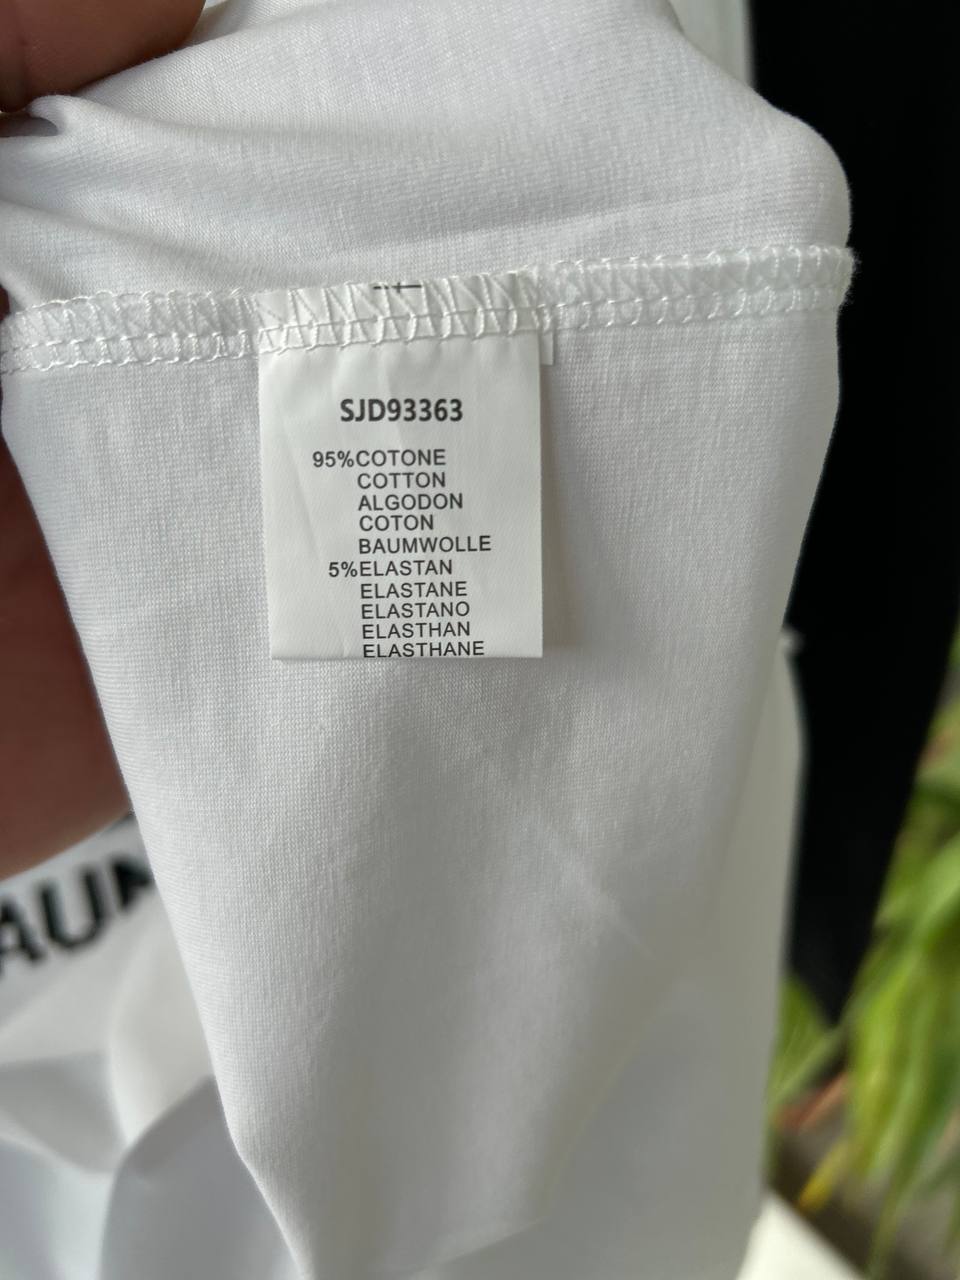 SJD93363
95%COTONE
COTTON
ALGODON
COTON
BAUMWOLLE
5%ELASTAN
ELASTANE
ELASTANO
ELASTHAN
ELASTHANE